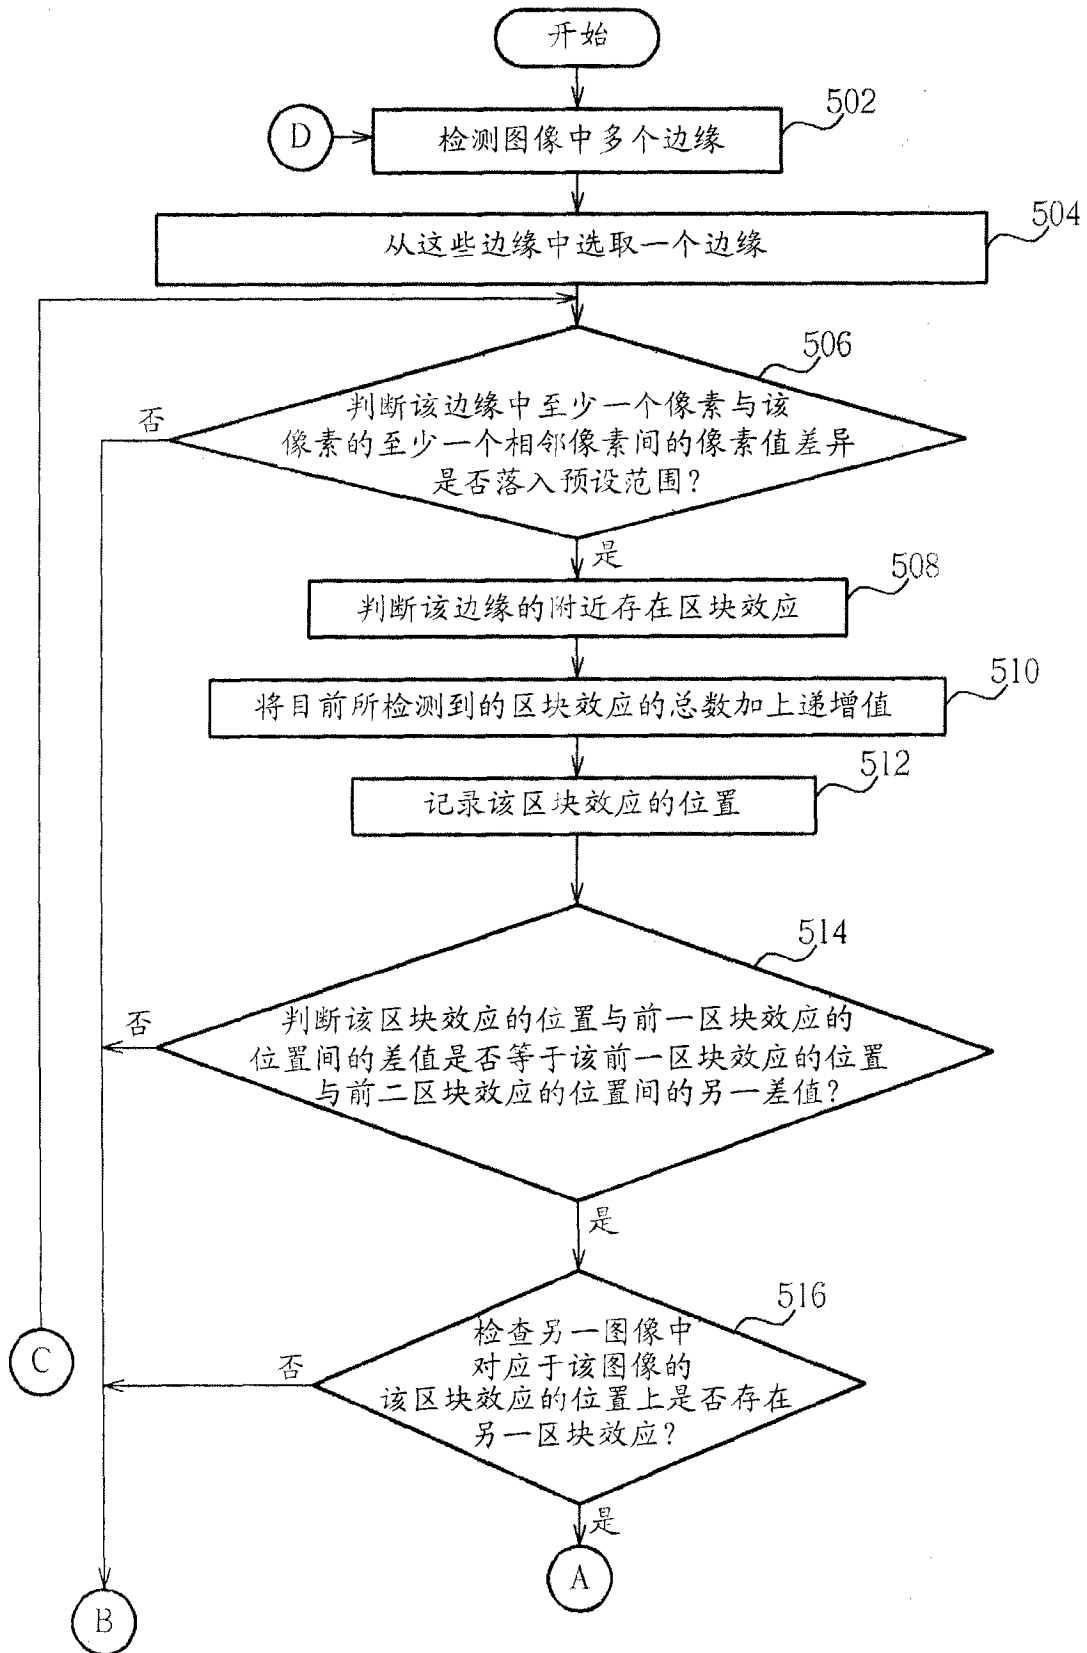 开始
502
D
检测图像中多个边缘
504
从这些边缘中选取一个边缘
506
否
判断该边缘中至少一个像素与该
像素的至少一个相邻像素间的像素值差异
是否落入预设范围?
是
508
判断该边缘的附近存在区块效应
510
将目前所检测到的区块效应的总数加上递增值
512
记录该区块效应的位置
514
否
判断该区块效应的位置与前一区块效应的
位置间的差值是否等于该前一区块效应的位置
与前二区块效应的位置间的另一差值?
是
516
C
否
检查另一图像中
对应于该图像的
该区块效应的位置上是否存在
另一区块效应?
是
A
B